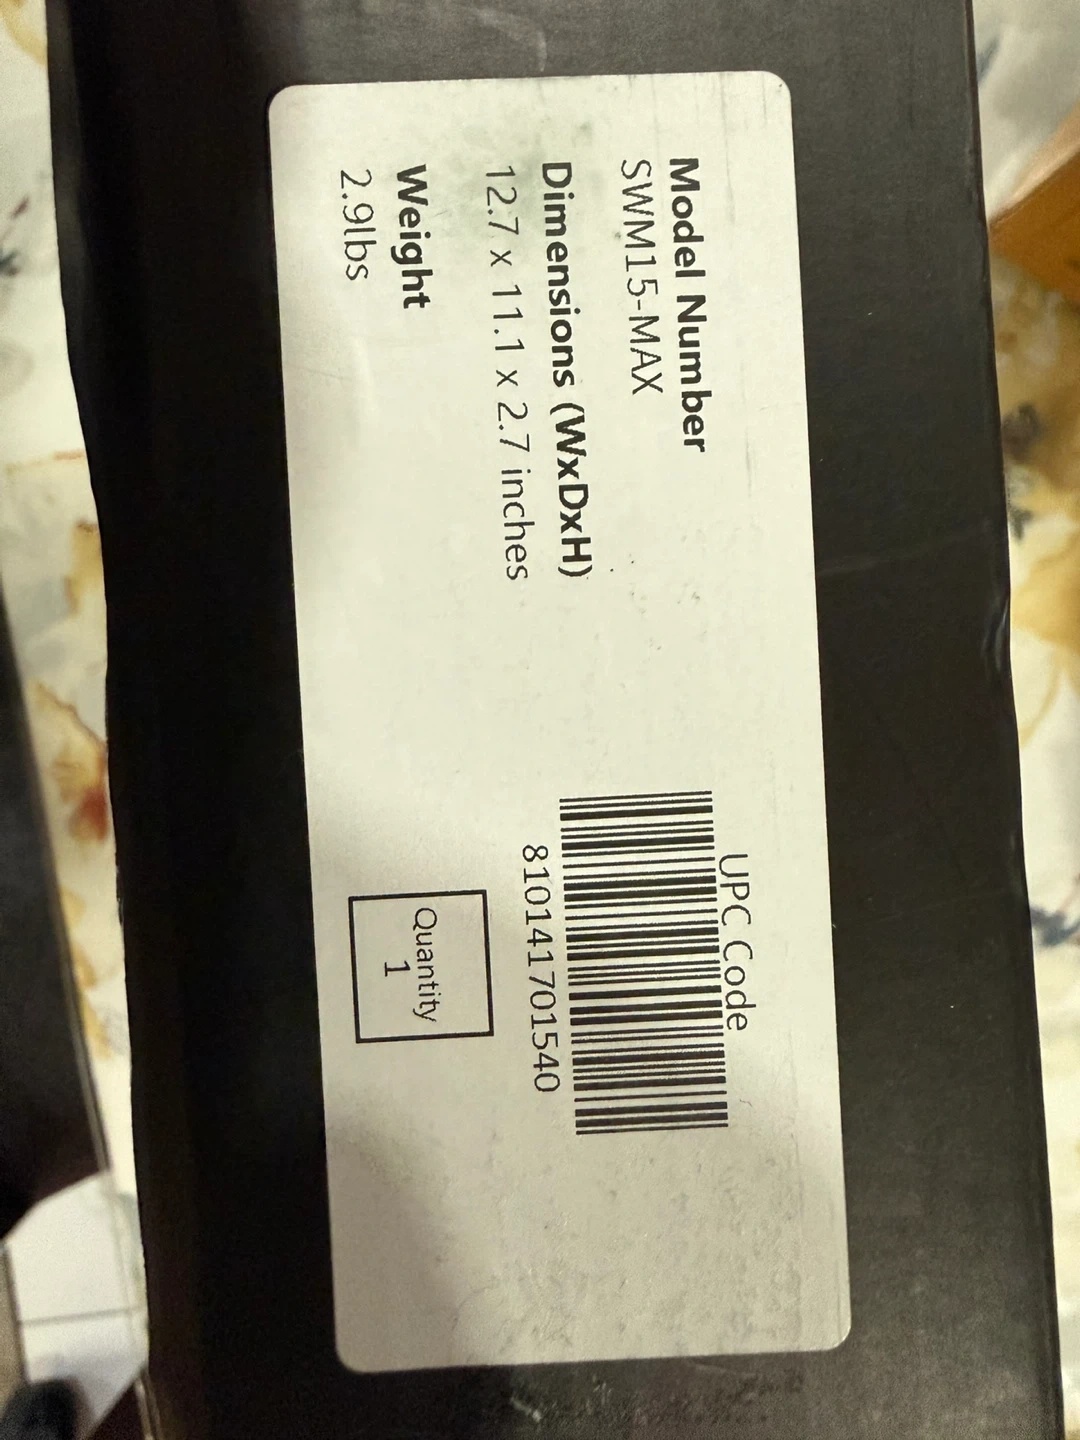 Model Number
SWM15-MAX
Dimensions (WxDxH)
12.7 x 11.1 x 2.7 inches
Weight
2.9lbs
UPC Code
810141701540
Quantity
1